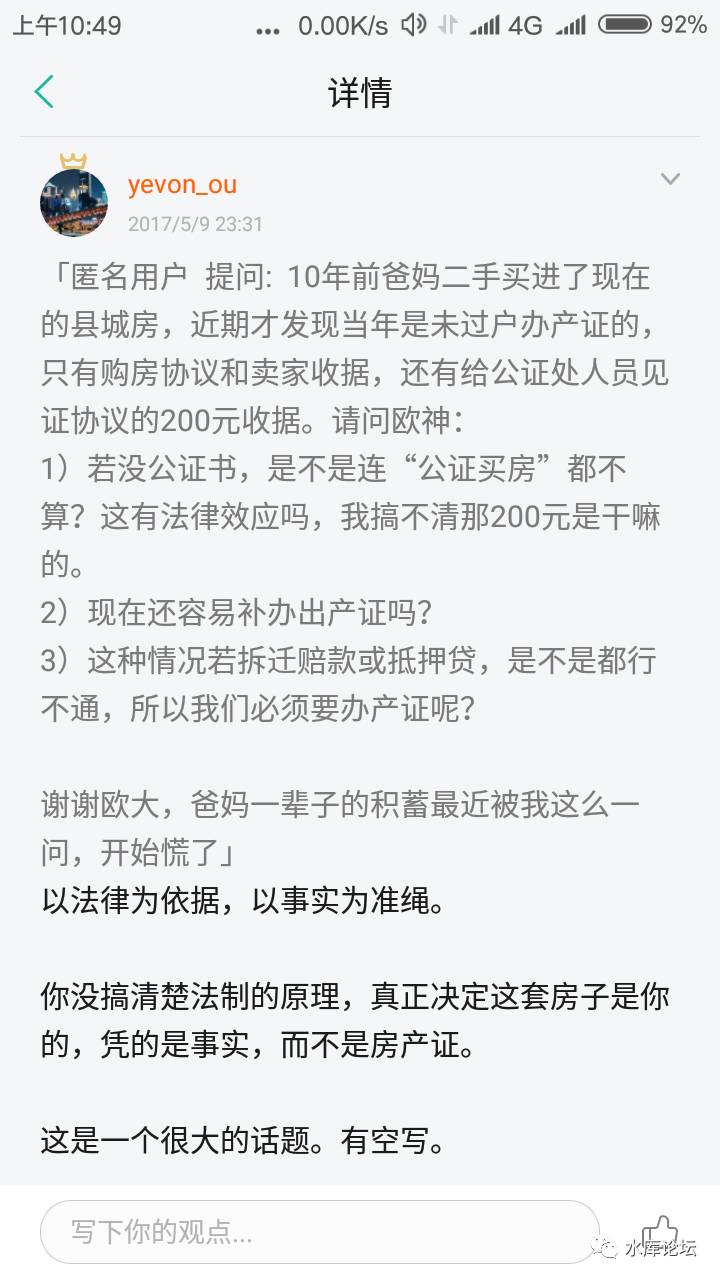 上午10:49 ... 0.00K/s 4G 92%
详情
yevon_ou
2017/5/9 23:31
「匿名用户 提问: 10年前爸妈二手买进了现在
的县城房，近期才发现当年是未过户办产证的，
只有购房协议和卖家收据，还有给公证处人员见
证协议的200元收据。请问欧神：
1）若没公证书，是不是连“公证买房”都不
算？这有法律效应吗，我搞不清那200元是干嘛
的。
2）现在还容易补办出产证吗？
3）这种情况若拆迁赔款或抵押贷，是不是都行
不通，所以我们必须要办产证呢？
谢谢欧大，爸妈一辈子的积蓄最近被我这么一
问，开始慌了」
以法律为依据，以事实为准绳。
你没搞清楚法制的原理，真正决定这套房子是你
的，凭的是事实，而不是房产证。
这是一个很大的话题。有空写。
写下你的观点...
水库论坛